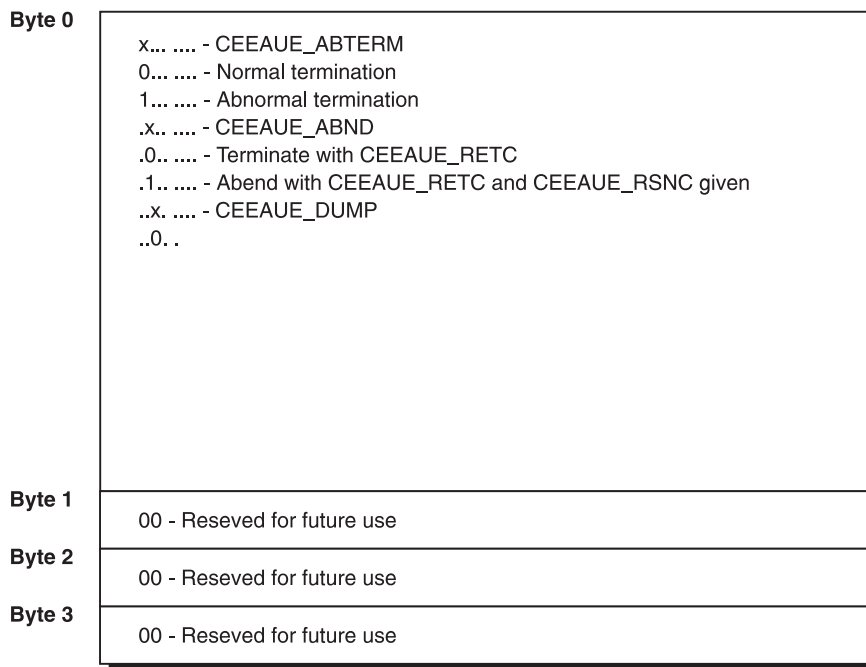 Byte 0
x... .... - CEEAUE_ABTERM
0... .... - Normal termination
1... .... - Abnormal termination
.x.. .... - CEEAUE_ABND
.0.. .... - Terminate with CEEAUE_RETC
.1.. .... - Abend with CEEAUE_RETC and CEEAUE_RSNC given
..x. .... - CEEAUE_DUMP
..0. .
Byte 1
00 - Reseved for future use
Byte 2
00 - Reseved for future use
Byte 3
00 - Reseved for future use